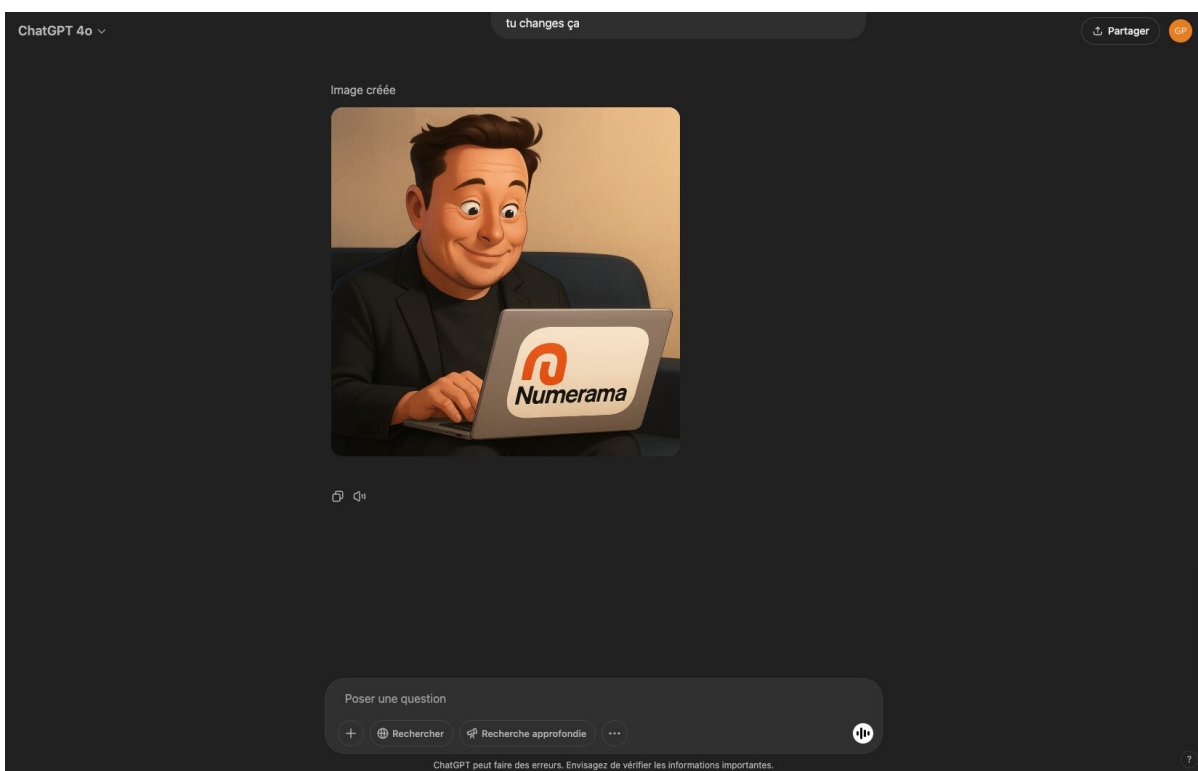 tu changes ça
ChatGPT 4o
Partager
GP
Image créée
Numerama
Poser une question
Rechercher
Recherche approfondie
ChatGPT peut faire des erreurs. Envisagez de vérifier les informations importantes.
?